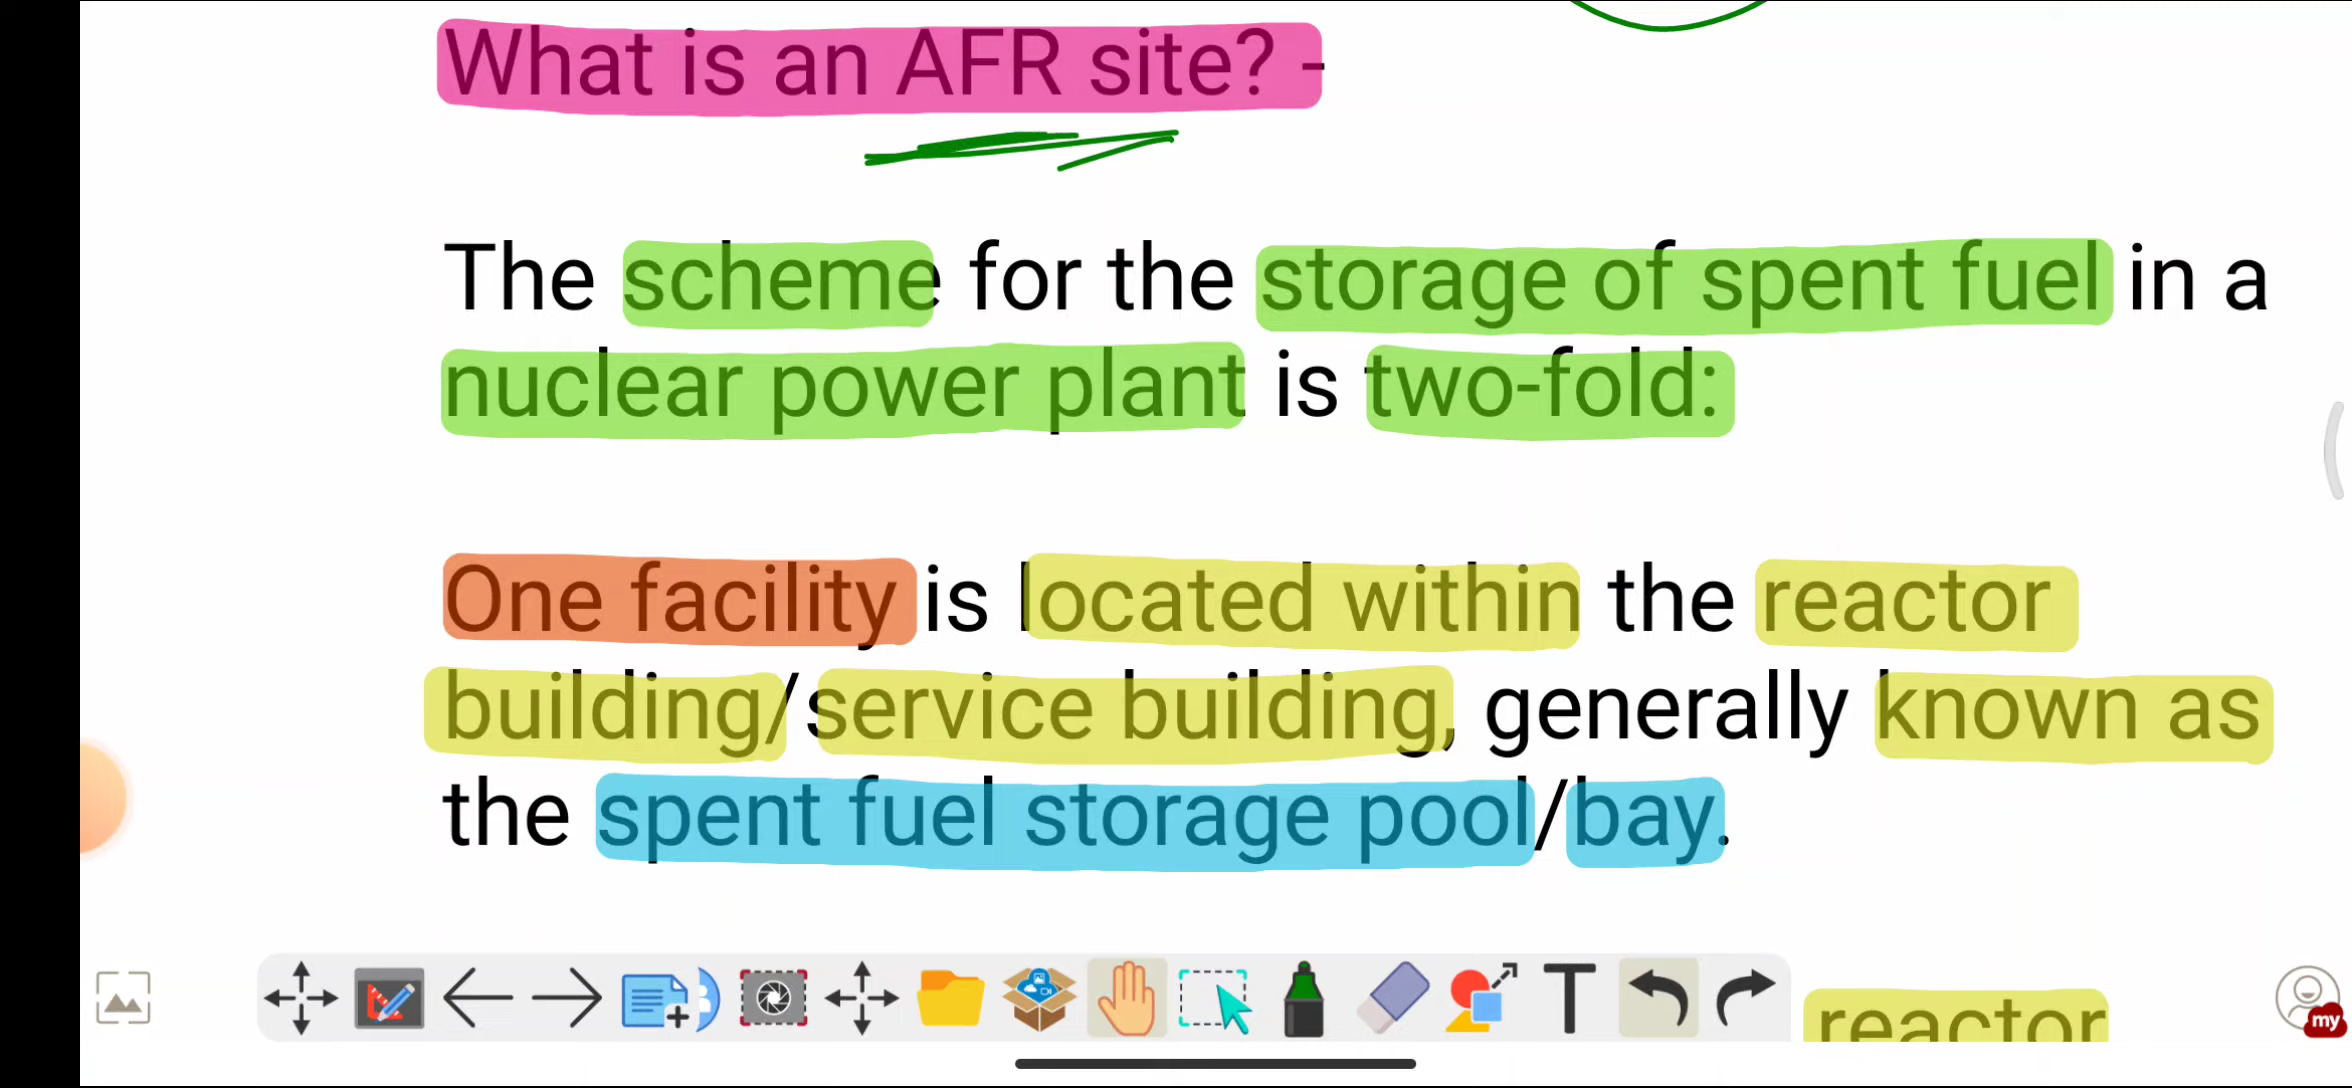 What is an AFR site? -
The scheme for the storage of spent fuel in a
nuclear power plant is two-fold:
One facility is located within the reactor
building/service building, generally known as
the spent fuel storage pool/bay.
T
reactor
my